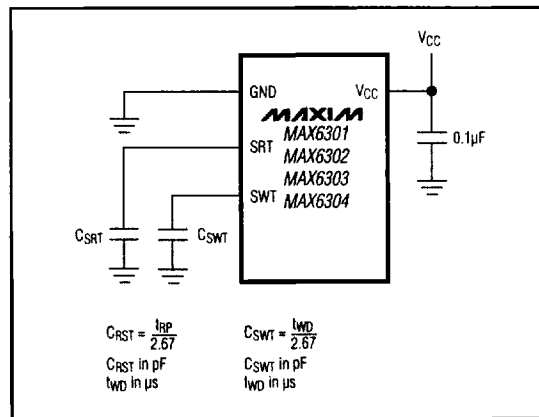 VCC
GND
VCC
MAXIM
MAX6301
0.1µF
SRT
MAX6302
MAX6303
SWT
MAX6304
CSRT
CSWT
CRST = tRP
2.67
CSWT = tWD
2.67
CRST in pF
CSWT in pF
tWD in µs
tWD in µs